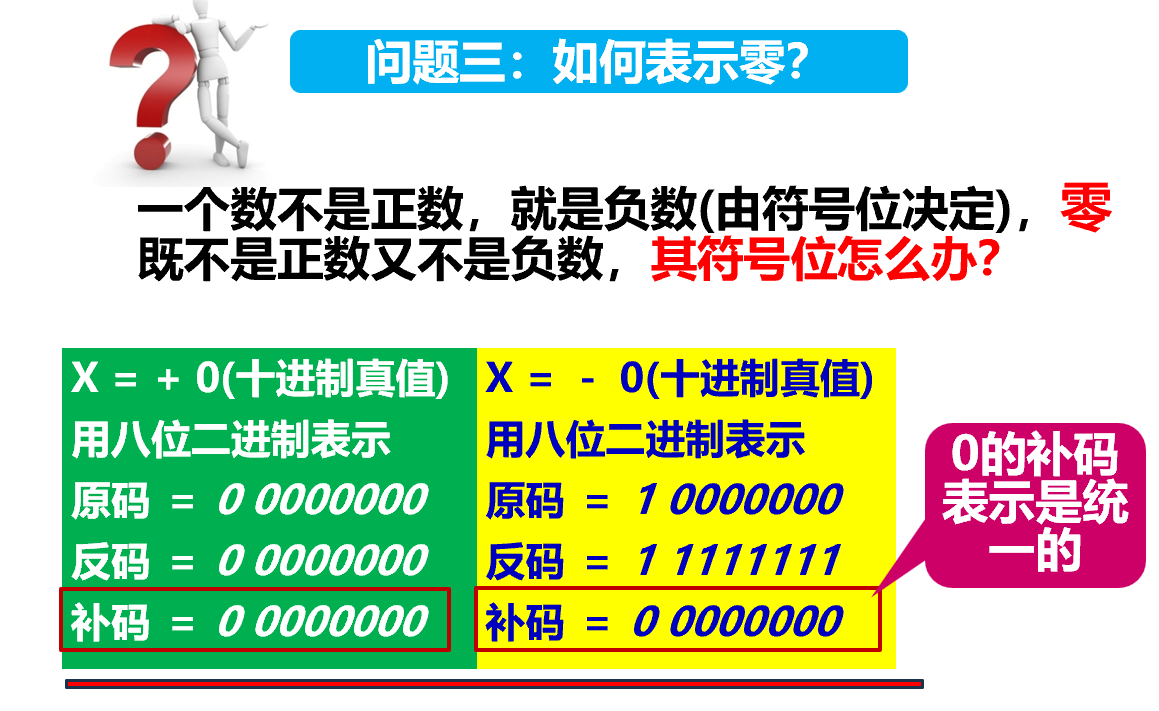 问题三：如何表示零？
一个数不是正数，就是负数(由符号位决定)，零
既不是正数又不是负数，其符号位怎么办?
X = + 0(十进制真值)
用八位二进制表示
原码 = 0 0000000
反码 = 0 0000000
补码 = 0 0000000
X = - 0(十进制真值)
用八位二进制表示
原码 = 1 0000000
反码 = 1 1111111
补码 = 0 0000000
0的补码
表示是统
一的